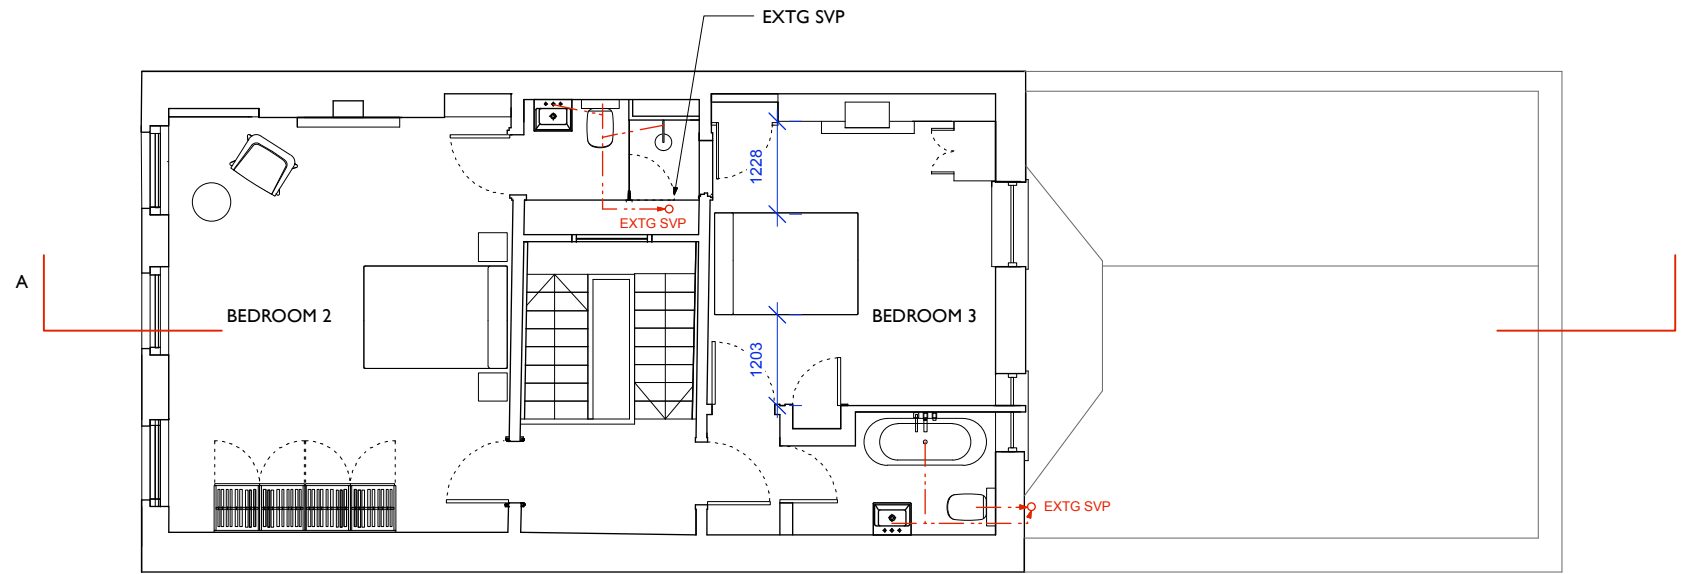 EXTG SVP
1228
EXTG SVP
A
BEDROOM 2
BEDROOM 3
1203
EXTG SVP